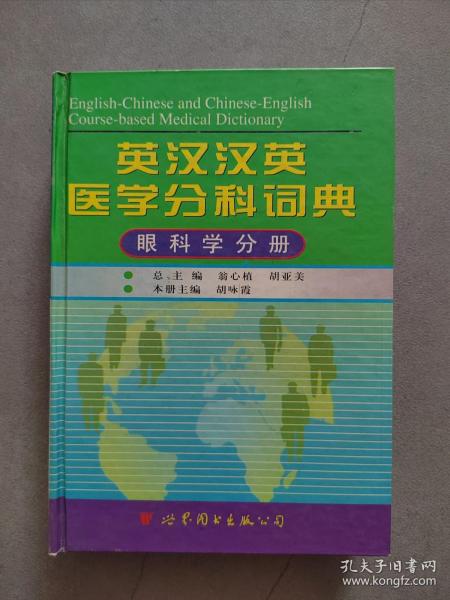 English-Chinese and Chinese-English
Course-based Medical Dictionary
英汉汉英
医学分科词典
眼科学分册
总主编 翁心植 胡亚美
本册主编 胡咏霞
世界图书出版公司
孔夫子旧书网
www.kongfz.com